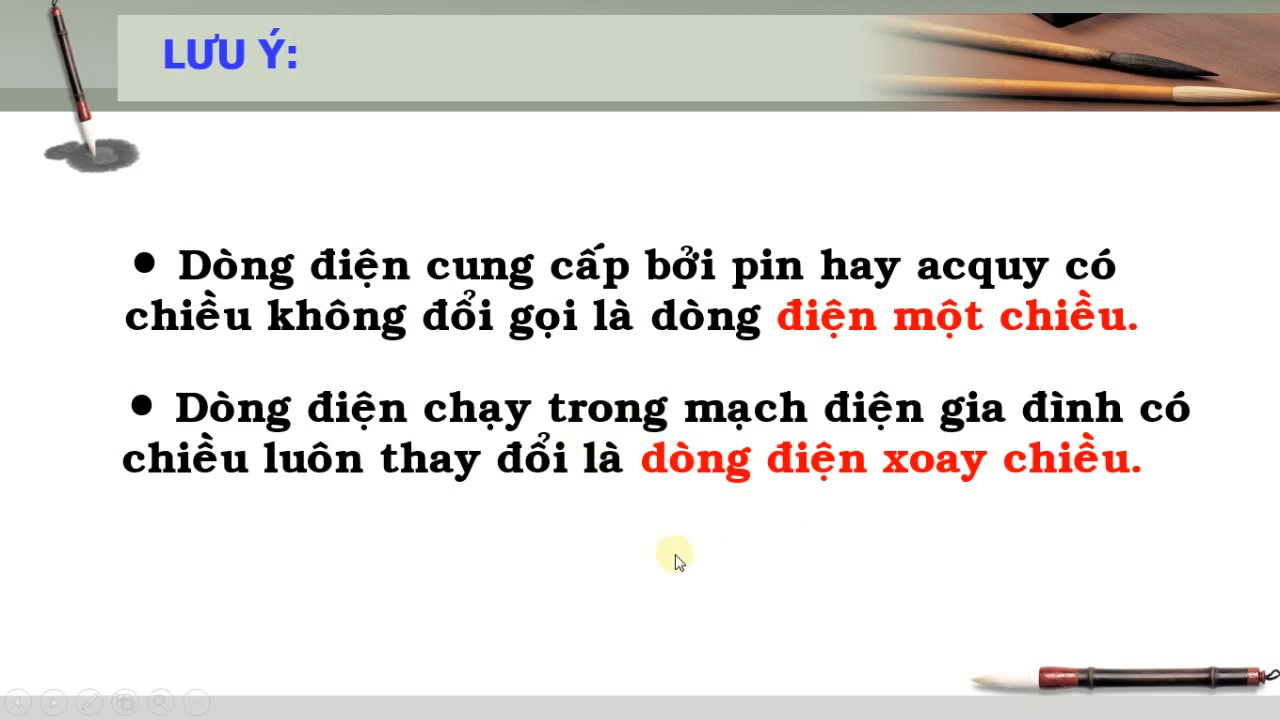 LƯU Ý:
• Dòng điện cung cấp bởi pin hay acquy có
chiều không đổi gọi là dòng điện một chiều.
• Dòng điện chạy trong mạch điện gia đình có
chiều luôn thay đổi là dòng điện xoay chiều.